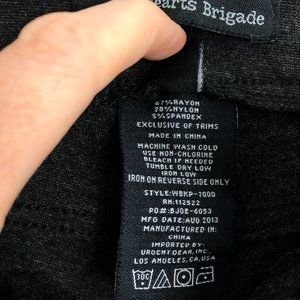 earts Brigade
67%RAYON
28%NYLON
5%SPANDEX
EXCLUSIVE OF TRIMS
MADE IN CHINA
MACHINE WASH COLD
USE NON-CHLORINE
BLEACH IF NEEDED
TUMBLE DRY LOW
IRON LOW
IRON ON REVERSE SIDE ONLY
STYLE:WBKP-7000
RN:112522
PO#:BJGE-6053
MFG DATE:AUG 2013
MANUFACTURED IN:
CHINA
IMPORTED BY:
URGENT GEAR, INC.
LOS ANGELES, CA, USA
30C